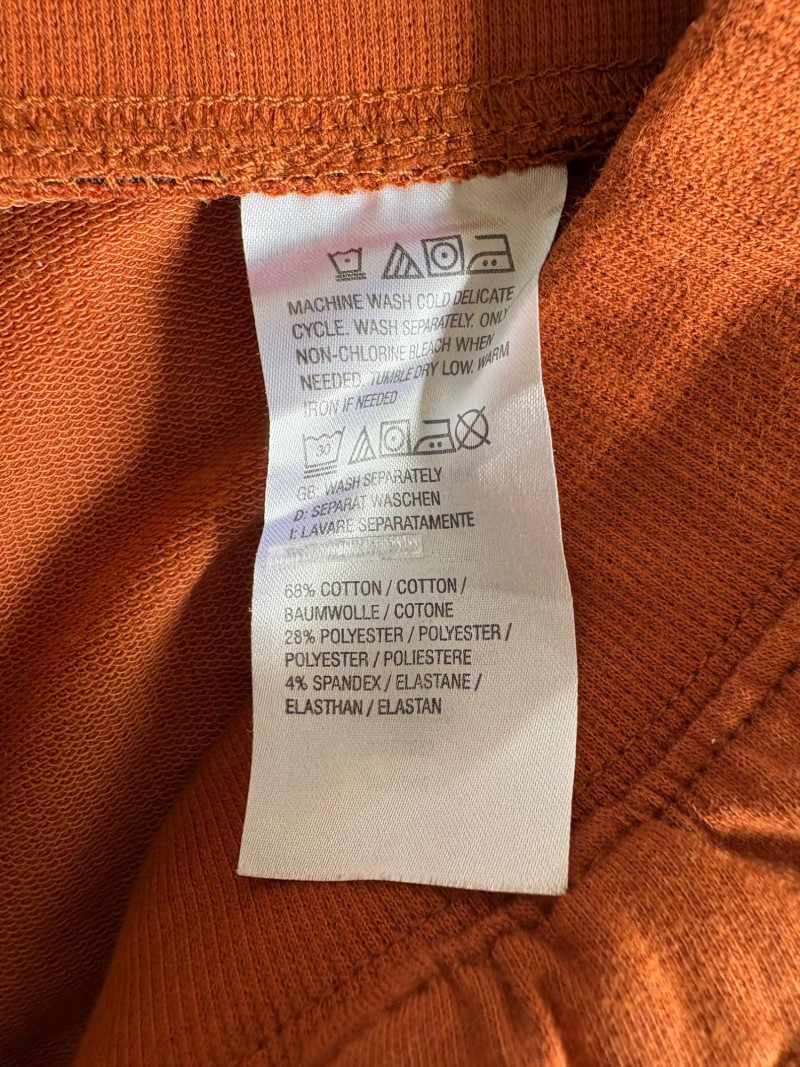 MACHINE WASH COLD DELICATE
CYCLE. WASH SEPARATELY. ONLY
NON-CHLORINE BLEACH WHEN
NEEDED. TUMBLE DRY LOW. WARM
IRON IF NEEDED
30
GB: WASH SEPARATELY
D: SEPARAT WASCHEN
I: LAVARE SEPARATAMENTE
68% COTTON / COTTON /
BAUMWOLLE / COTONE
28% POLYESTER / POLYESTER /
POLYESTER / POLIESTERE
4% SPANDEX / ELASTANE /
ELASTHAN / ELASTAN